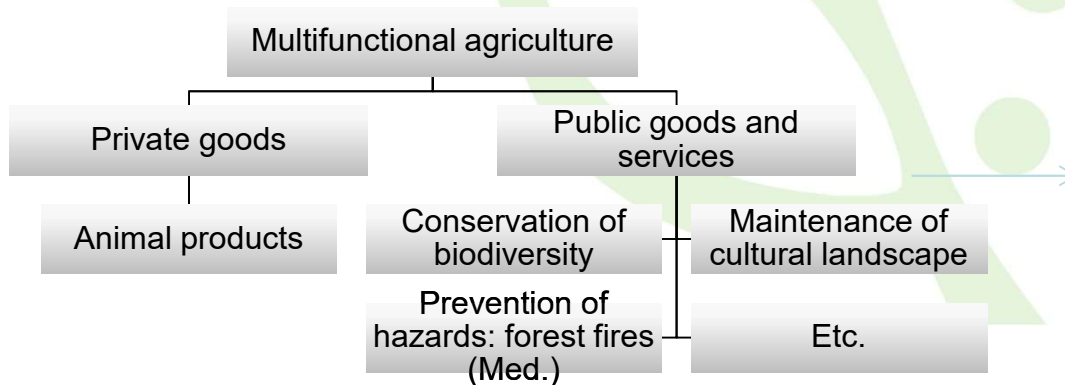 Multifunctional agriculture
Private goods
Public goods and
services
Animal products
Conservation of
biodiversity
Maintenance of
cultural landscape
Prevention of
hazards: forest fires
(Med.)
Etc.